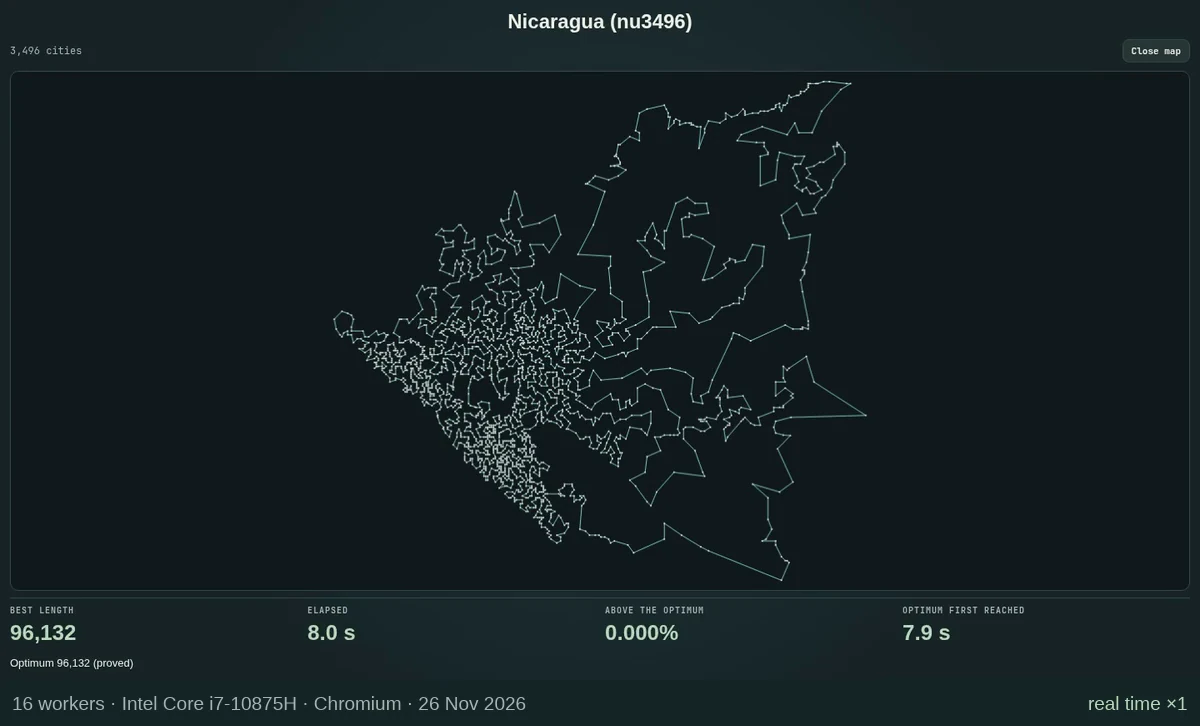 Nicaragua (nu3496)
3,496 cities
Close map
BEST LENGTH
ELAPSED
ABOVE THE OPTIMUM
OPTIMUM FIRST REACHED
96,132
8.0 s
0.000%
7.9 s
Optimum 96,132 (proved)
16 workers · Intel Core i7-10875H · Chromium · 26 Nov 2026
real time ×1